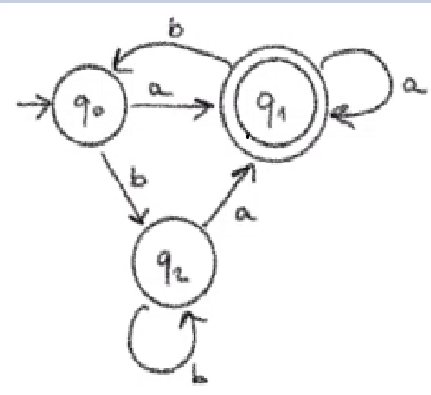 b
q₀ a q₁ a
b a
q₂
b